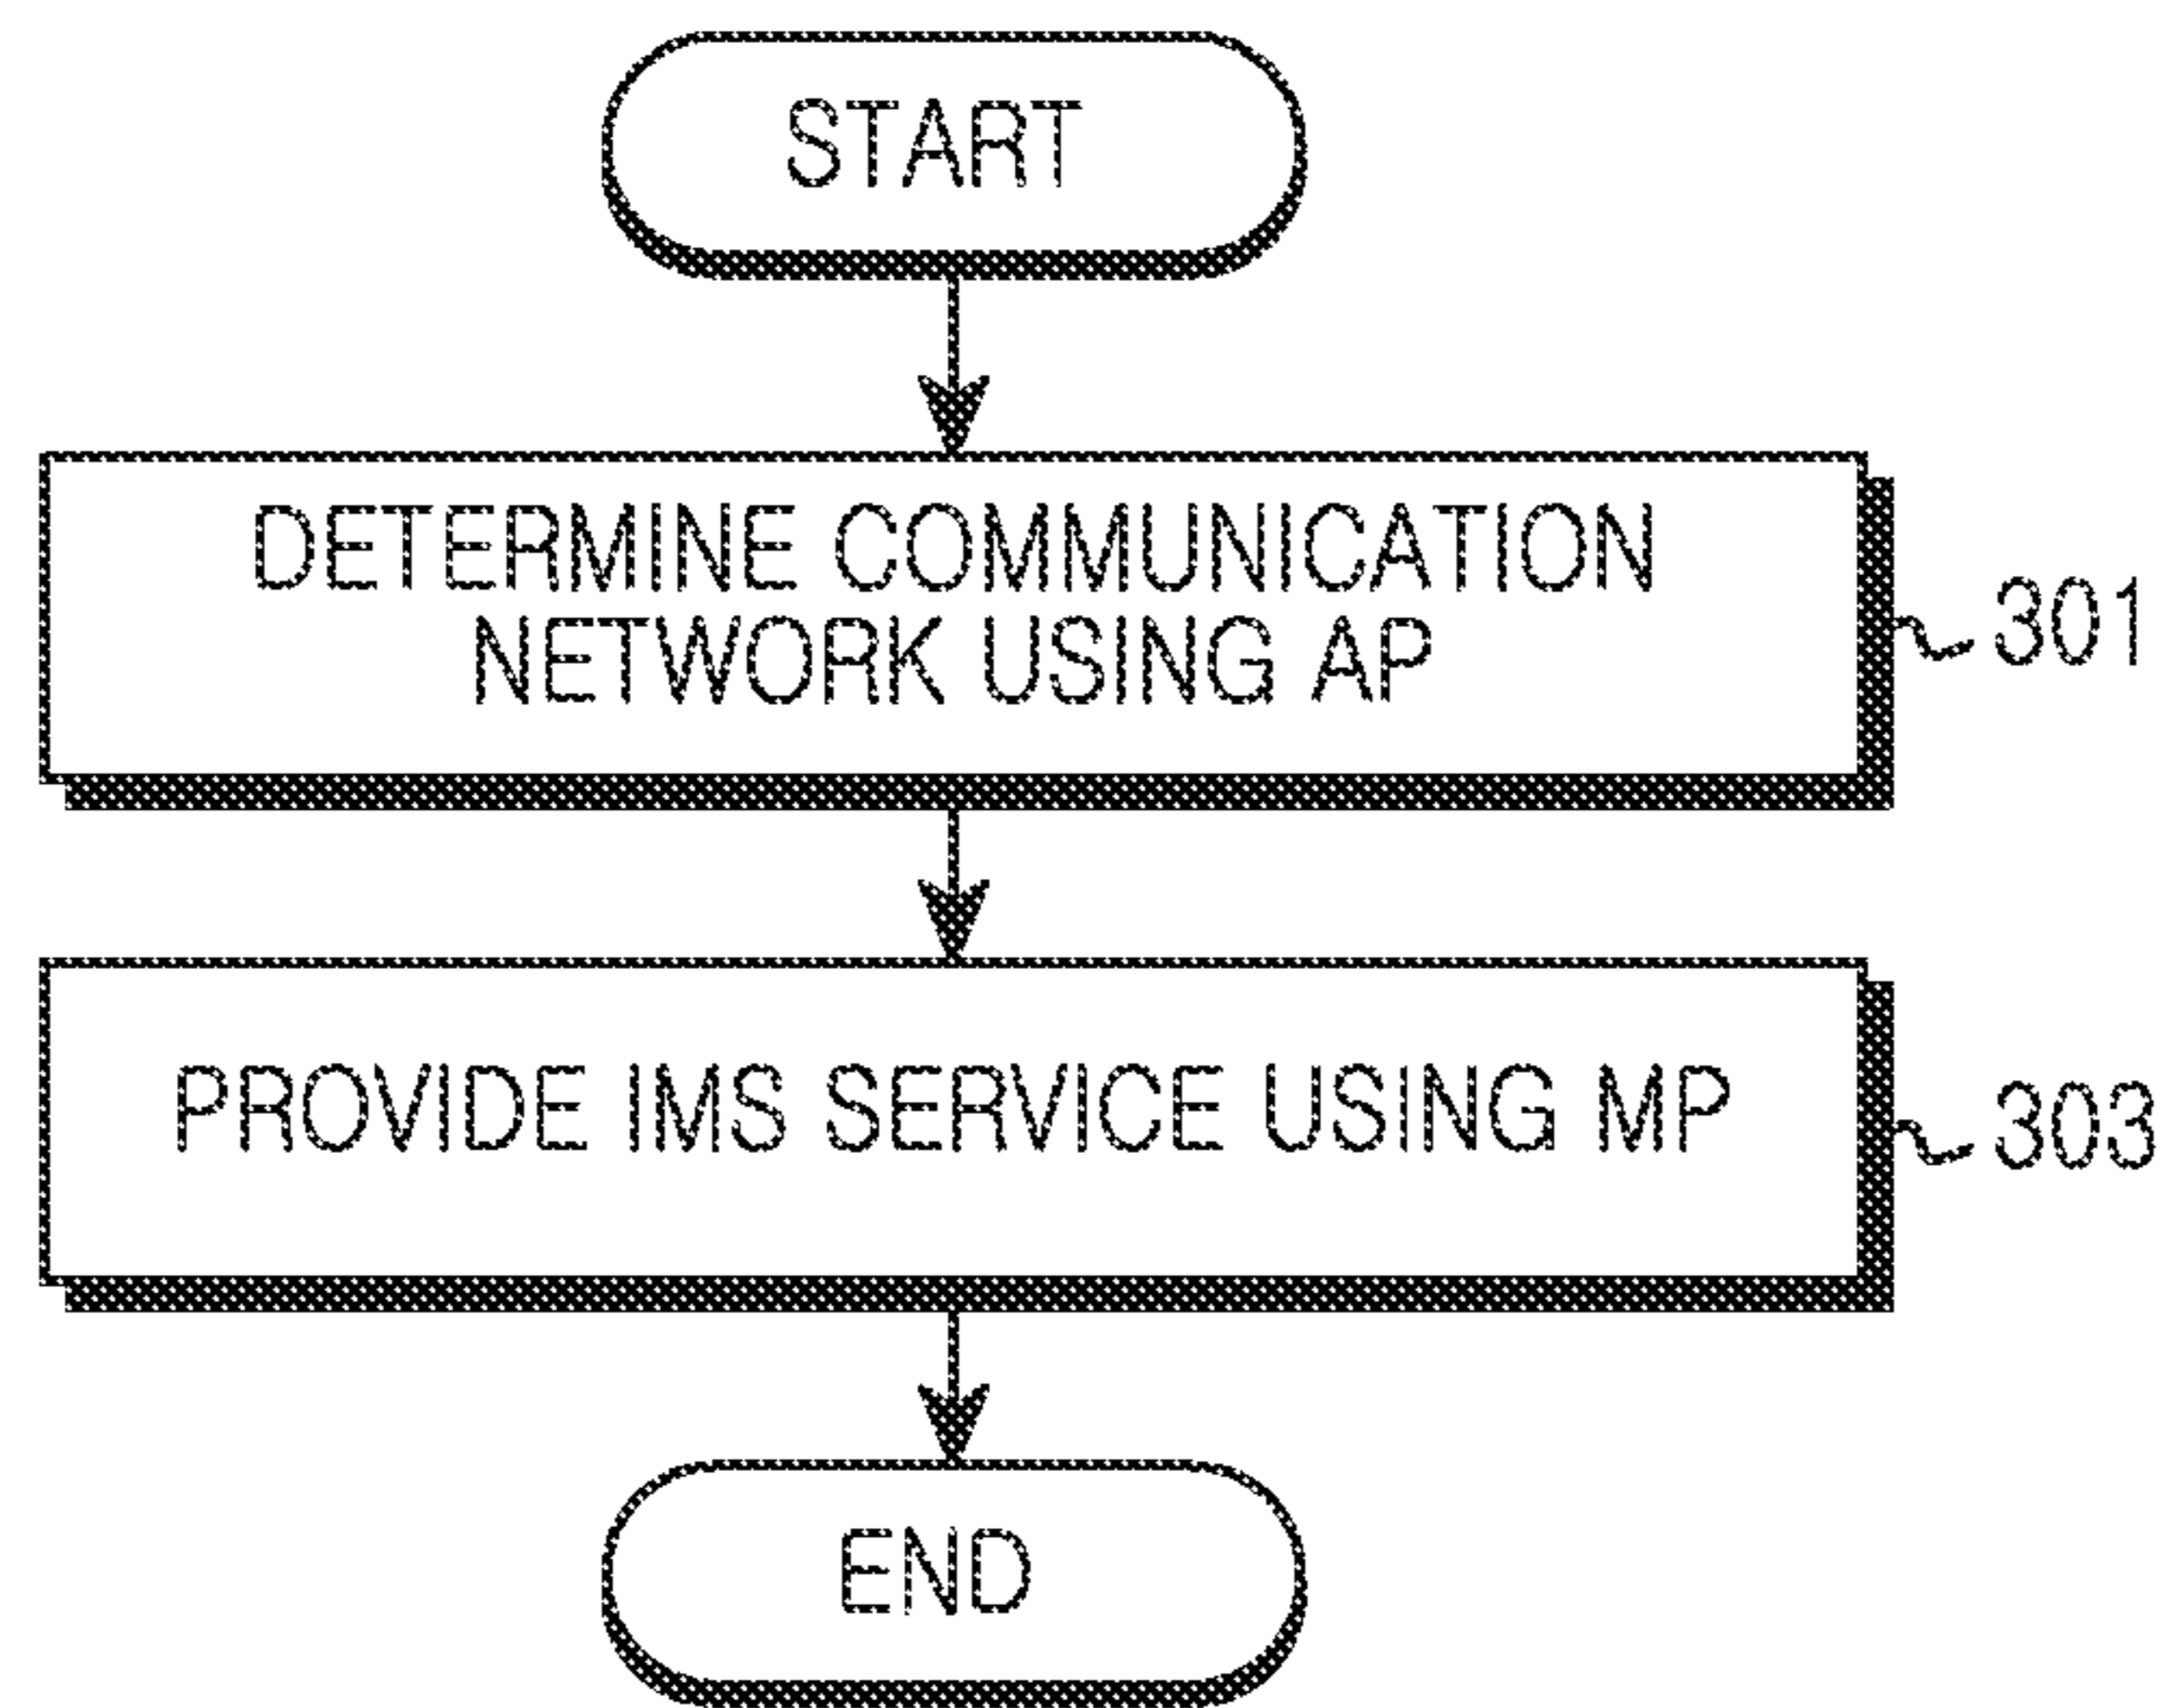 START
DETERMINE COMMUNICATION
NETWORK USING AP
301
PROVIDE IMS SERVICE USING MP
303
END